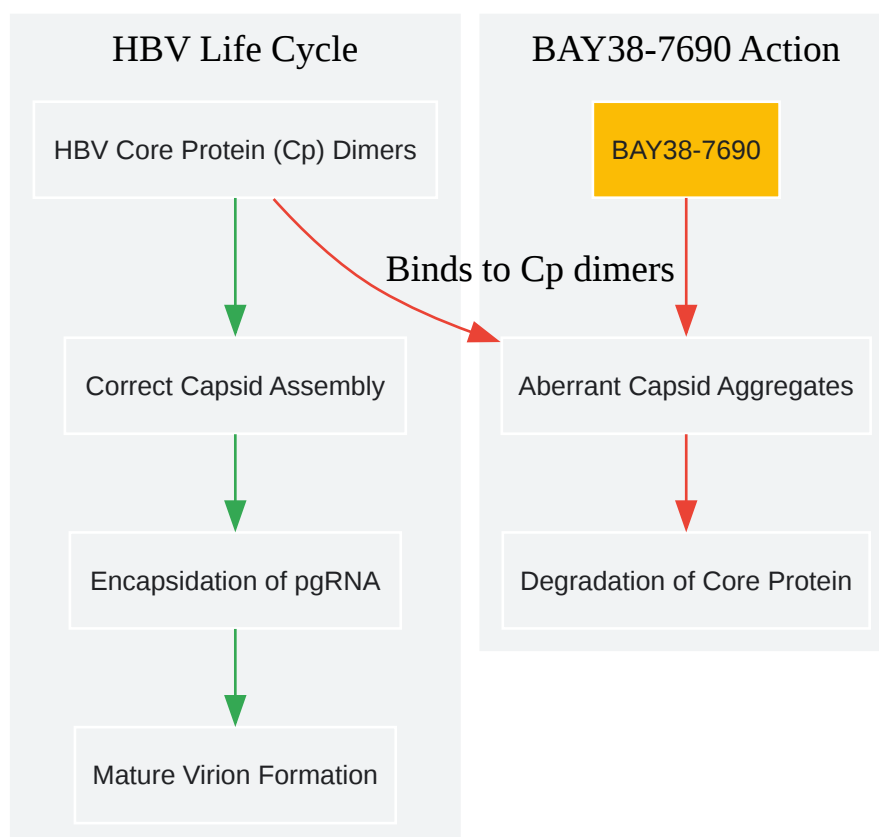 HBV Life Cycle
HBV Core Protein (Cp) Dimers
Correct Capsid Assembly
Encapsidation of pgRNA
Mature Virion Formation
BAY38-7690 Action
BAY38-7690
Binds to Cp dimers
Aberrant Capsid Aggregates
Degradation of Core Protein